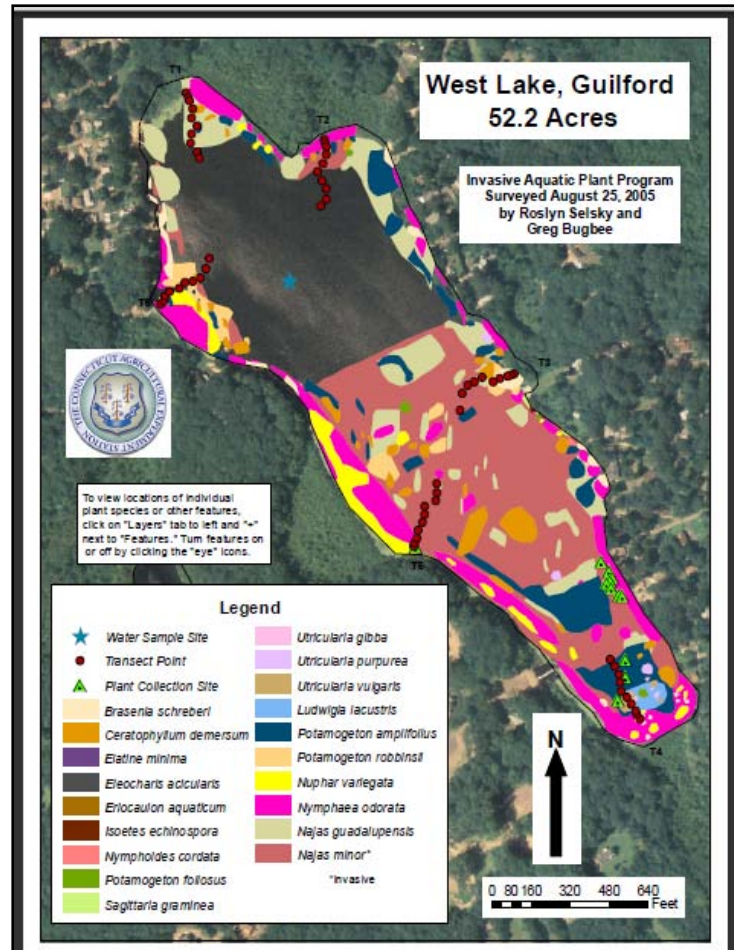 T1
T2
West Lake, Guilford
52.2 Acres
Invasive Aquatic Plant Program
Surveyed August 25, 2005
by Roslyn Selsky and
Greg Bugbee
T3
THE CONNECTICUT AGRICULTURAL EXPERIMENT STATION
To view locations of individual
plant species or other features,
click on "Layers" tab to left and "+"
next to "Features." Turn features on
or off by clicking the "eye" icons.
T4
N
Legend
Water Sample Site
Transect Point
Plant Collection Site
Brasenia schreberi
Ceratophyllum demersum
Elatine minima
Eleocharis acicularis
Eriocaulon aquaticum
Isoetes echinospora
Nymphoides cordata
Potamogeton foliosus
Sagittaria graminea
Utricularia gibba
Utricularia purpurea
Utricularia vulgaris
Ludwigia lacustris
Potamogeton amplifolius
Potamogeton robbinsii
Nuphar variegata
Nymphaea odorata
Najas guadalupensis
Najas minor*
*Invasive
0 80 160 320 480 640
Feet